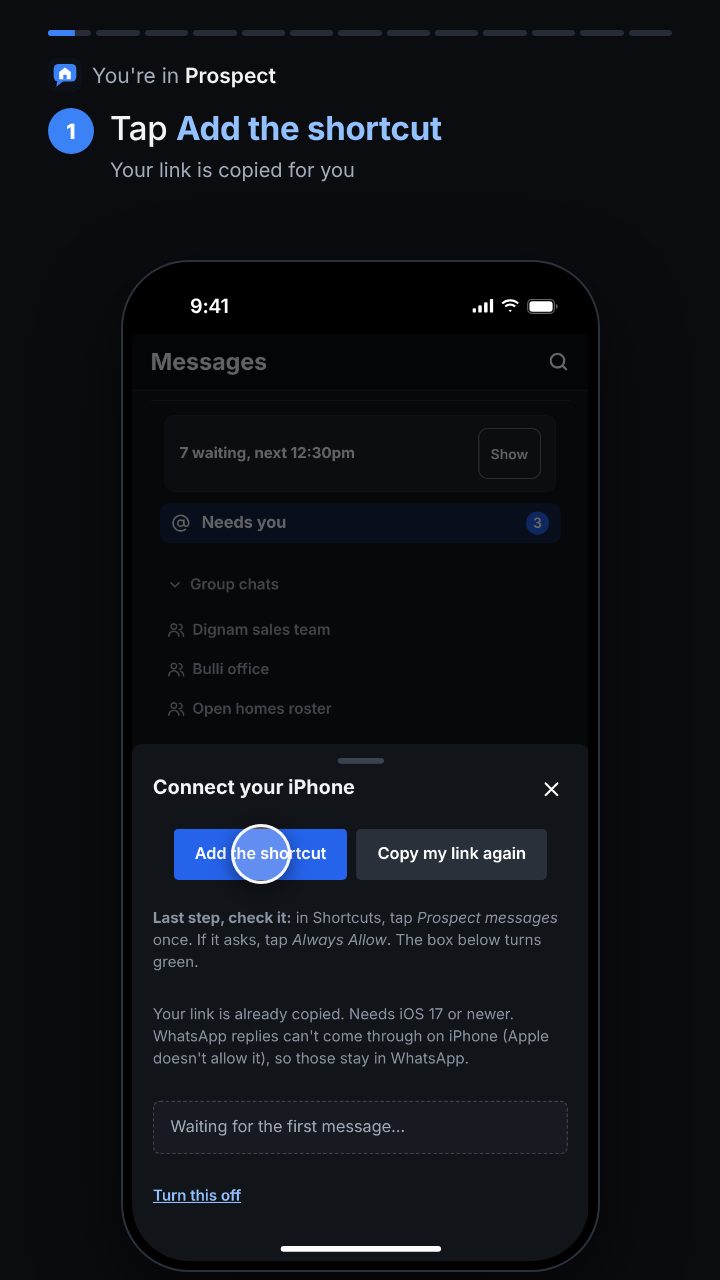 You're in Prospect
1
Tap Add the shortcut
Your link is copied for you
9:41
Messages
7 waiting, next 12:30pm
Show
Needs you
3
Group chats
Dignam sales team
Bulli office
Open homes roster
Connect your iPhone
Add the shortcut
Copy my link again
Last step, check it: in Shortcuts, tap Prospect messages
once. If it asks, tap Always Allow. The box below turns
green.
Your link is already copied. Needs iOS 17 or newer.
WhatsApp replies can't come through on iPhone (Apple
doesn't allow it), so those stay in WhatsApp.
Waiting for the first message...
Turn this off